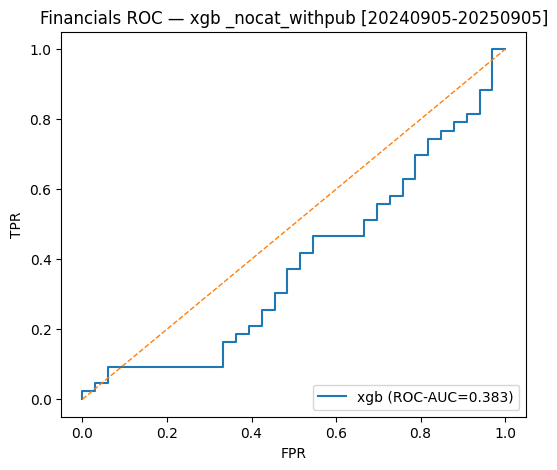 Financials ROC — xgb _nocat_withpub [20240905-20250905]
1.0
0.8
0.6
0.4
0.2
0.0
TPR
0.0 0.2 0.4 0.6 0.8 1.0
FPR
xgb (ROC-AUC=0.383)